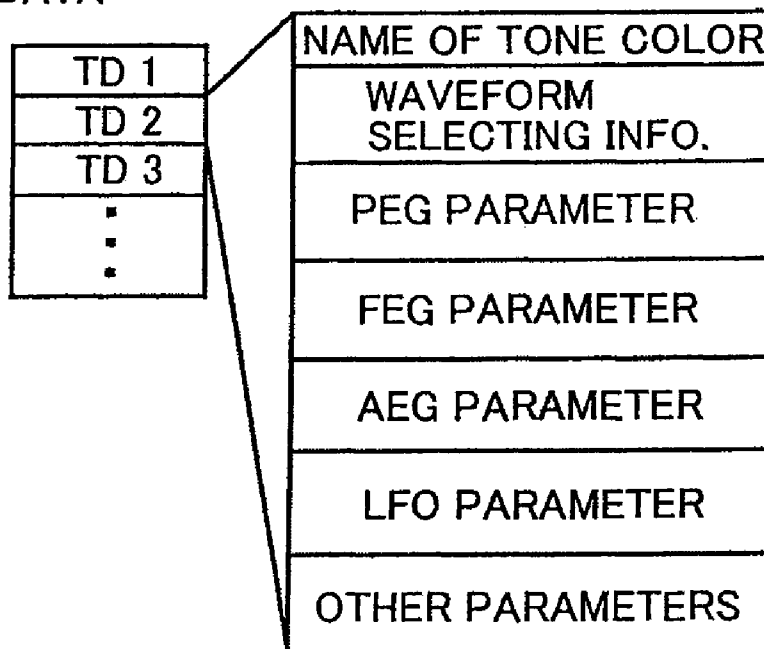 TD 1
TD 2
TD 3
NAME OF TONE COLOR
WAVEFORM
SELECTING INFO.
PEG PARAMETER
FEG PARAMETER
AEG PARAMETER
LFO PARAMETER
OTHER PARAMETERS